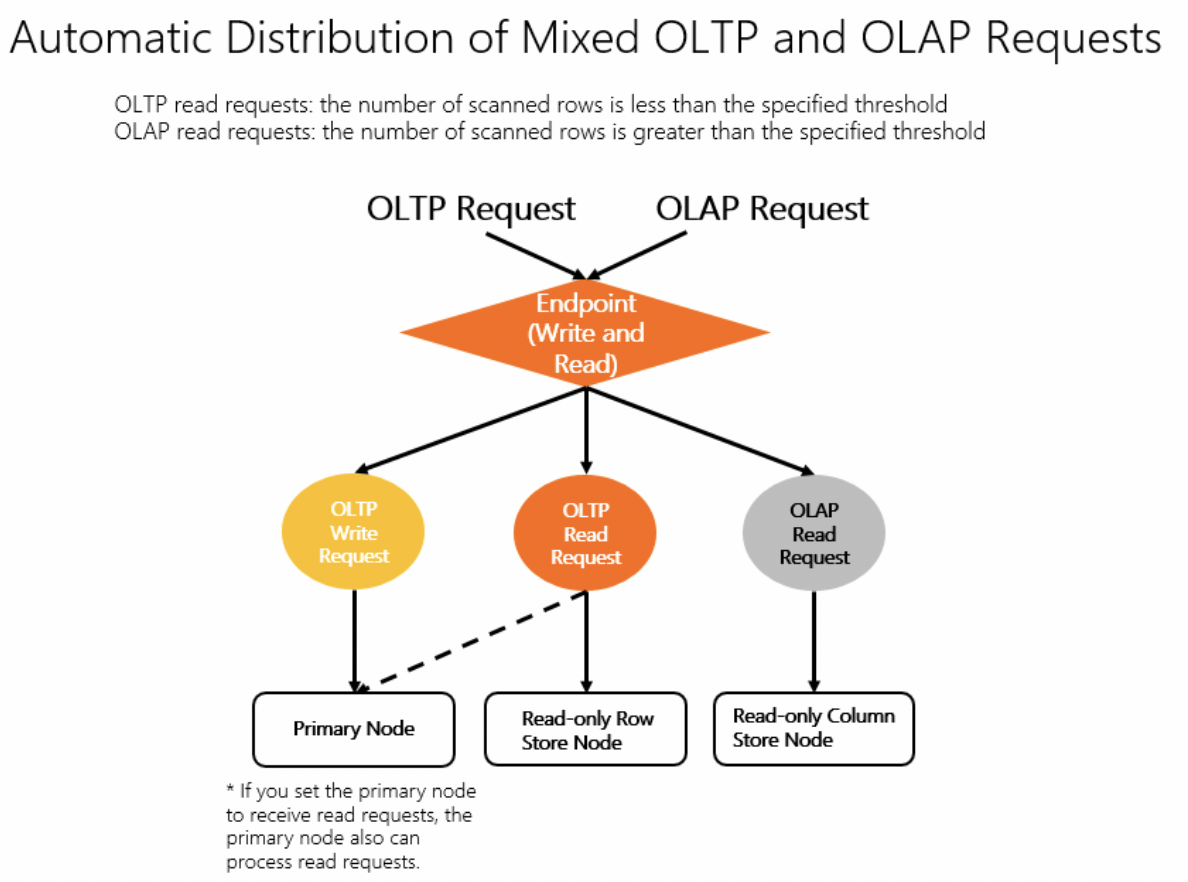 Automatic Distribution of Mixed OLTP and OLAP Requests
OLTP read requests: the number of scanned rows is less than the specified threshold
OLAP read requests: the number of scanned rows is greater than the specified threshold
OLTP Request
OLAP Request
Endpoint
(Write and
Read)
OLTP
Write
Request
OLTP
Read
Request
OLAP
Read
Request
Primary Node
Read-only Row
Store Node
Read-only Column
Store Node
* If you set the primary node
to receive read requests, the
primary node also can
process read requests.